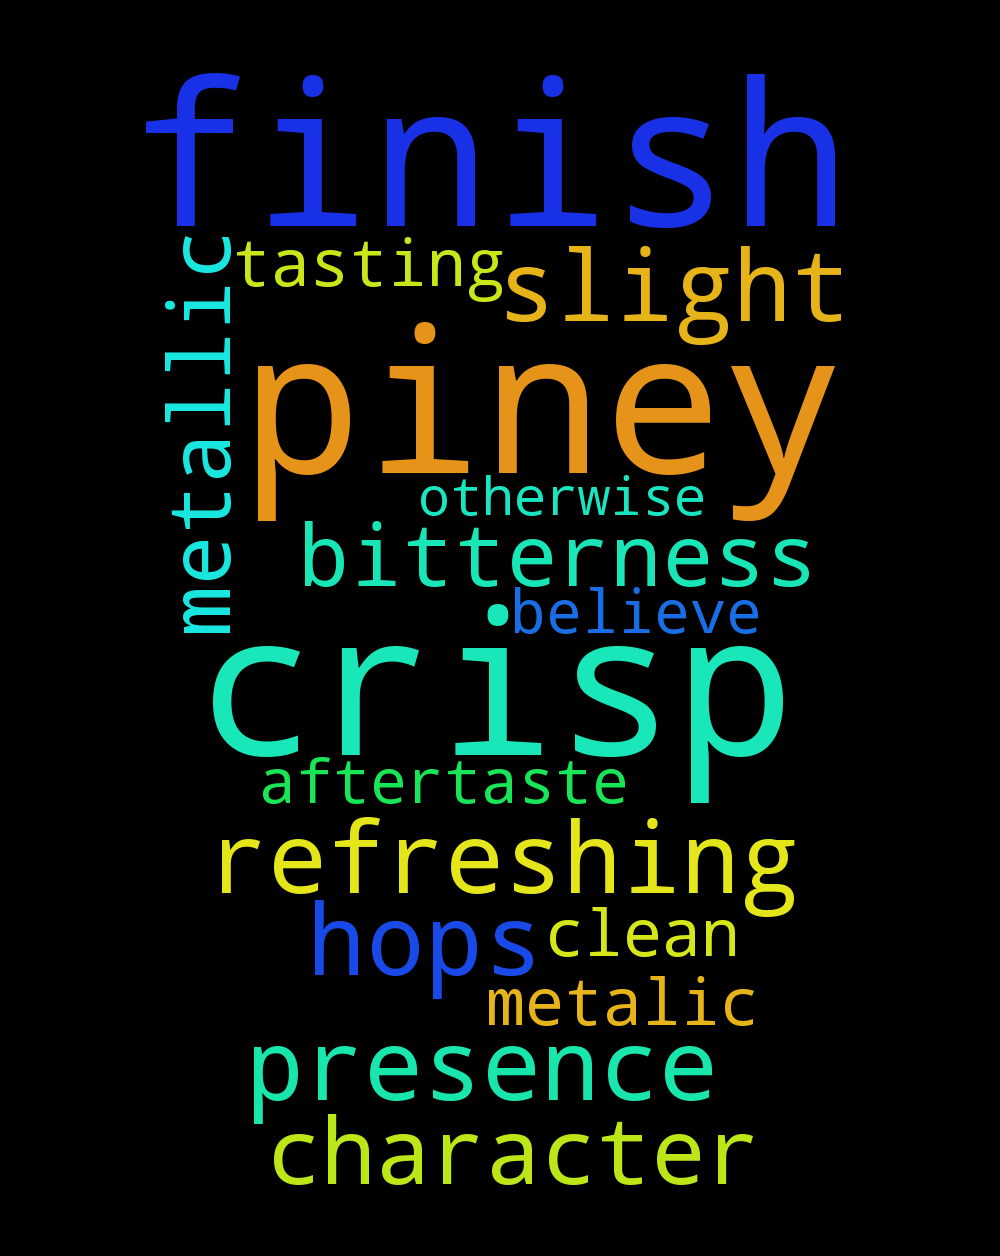 finish
tasting
slight
metallic
piney
otherwise
bitterness
believe
crisp
aftertaste
refreshing
hops
clean
metalic
presence
character